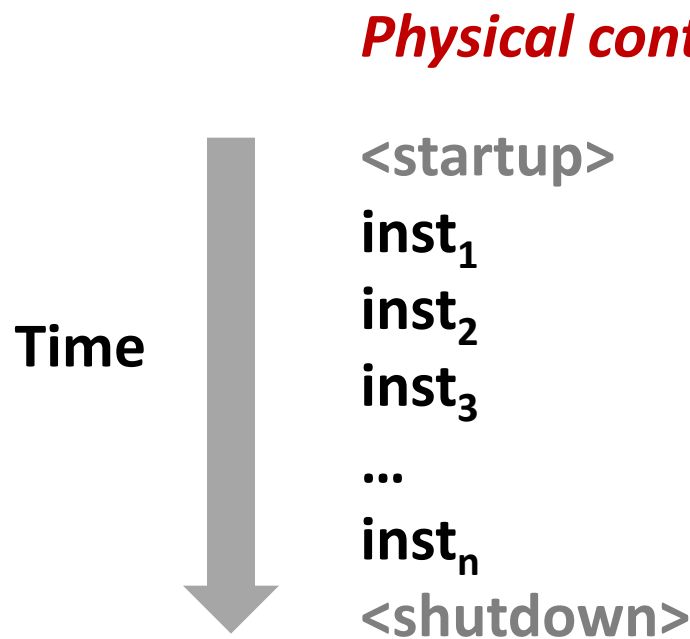 Physical cont
<startup>
inst1
inst2
Time
inst3
...
instn
<shutdown>